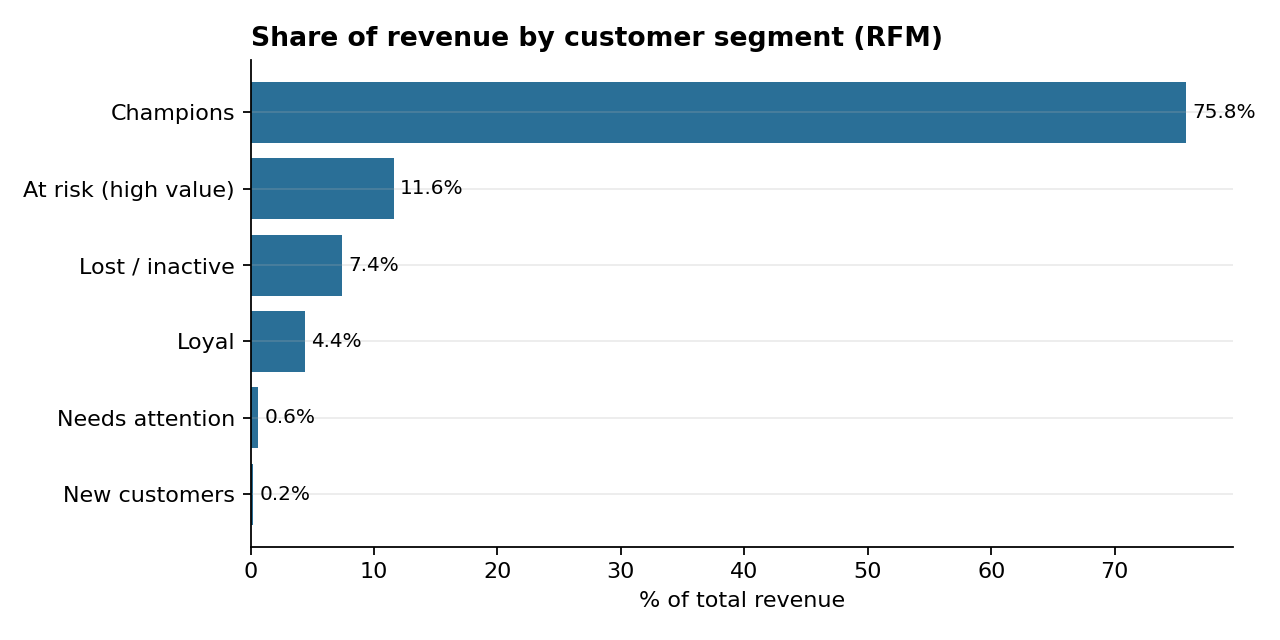 Share of revenue by customer segment (RFM)
Champions 75.8%
At risk (high value) 11.6%
Lost / inactive 7.4%
Loyal 4.4%
Needs attention 0.6%
New customers 0.2%
0 10 20 30 40 50 60 70
% of total revenue